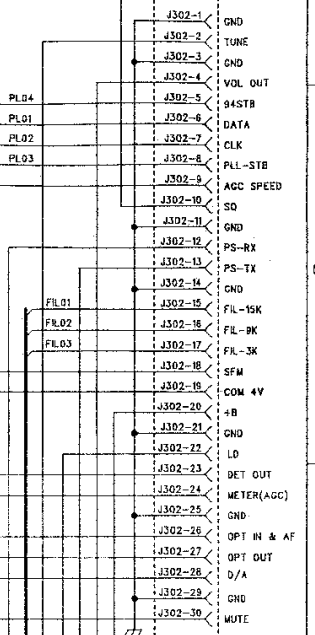 J302-1 GND
J302-2 TUNE
J302-3 GND
J302-4 VOL OUT
PL04 J302-5 94STB
PL01 J302-6 DATA
PL02 J302-7 CLK
PL03 J302-8 PLL-STB
J302-9 AGC SPEED
J302-10 SQ
J302-11 GND
J302-12 PS-RX
J302-13 PS-TX
J302-14 GND
FIL01 J302-15 FIL-15K
FIL02 J302-16 FIL-9K
FIL03 J302-17 FIL-3K
J302-18 SFM
J302-19 COM 4V
J302-20 +B
J302-21 GND
J302-22 LO
J302-23 DET OUT
J302-24 METER(AGC)
J302-25 GND
J302-26 OPT IN & AF
J302-27 OPT OUT
J302-28 D/A
J302-29 GND
J302-30 MUTE